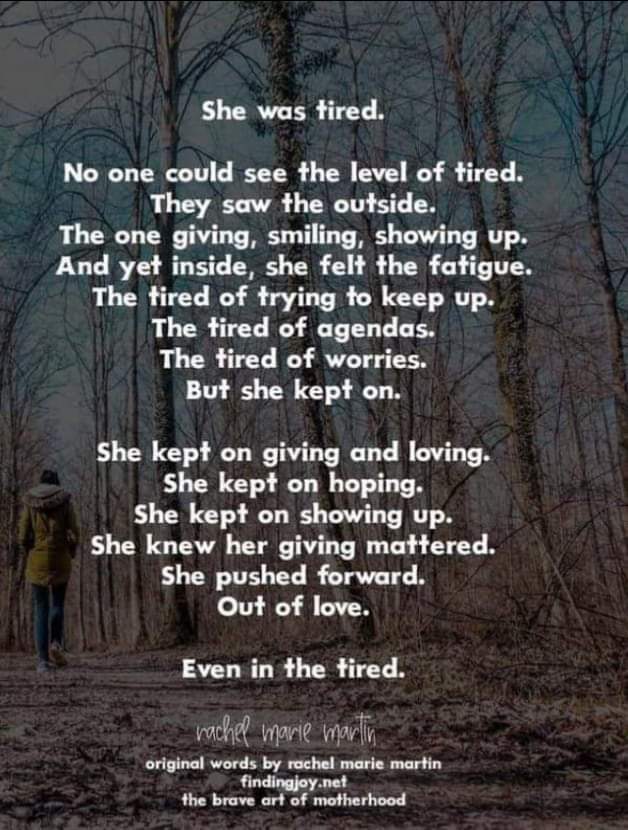 She was tired.
No one could see the level of tired.
They saw the outside.
The one giving, smiling, showing up.
And yet inside, she felt the fatigue.
The tired of trying to keep up.
The tired of agendas.
The tired of worries.
But she kept on.
She kept on giving and loving.
She kept on hoping.
She kept on showing up.
She knew her giving mattered.
She pushed forward.
Out of love.
Even in the tired.
rachel marie martin
original words by rachel marie martin
findingjoy.net
the brave art of motherhood